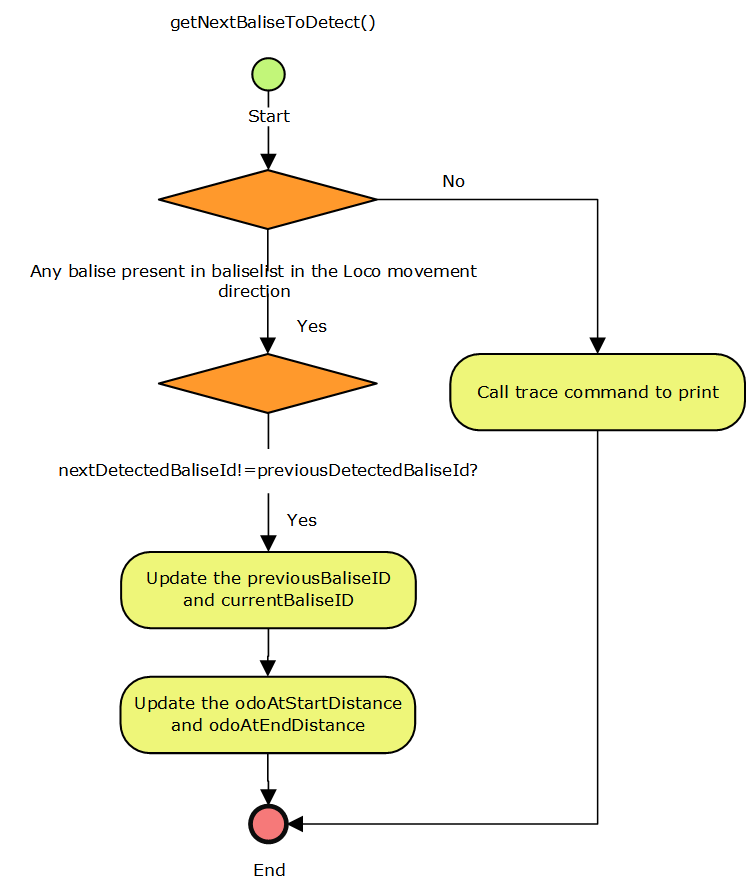 getNextBaliseToDetect()
Start
No
Any balise present in baliselist in the Loco movement
direction
Yes
Call trace command to print
nextDetectedBaliseId!=previousDetectedBaliseId?
Yes
Update the previousBaliseID
and currentBaliseID
Update the odoAtStartDistance
and odoAtEndDistance
End